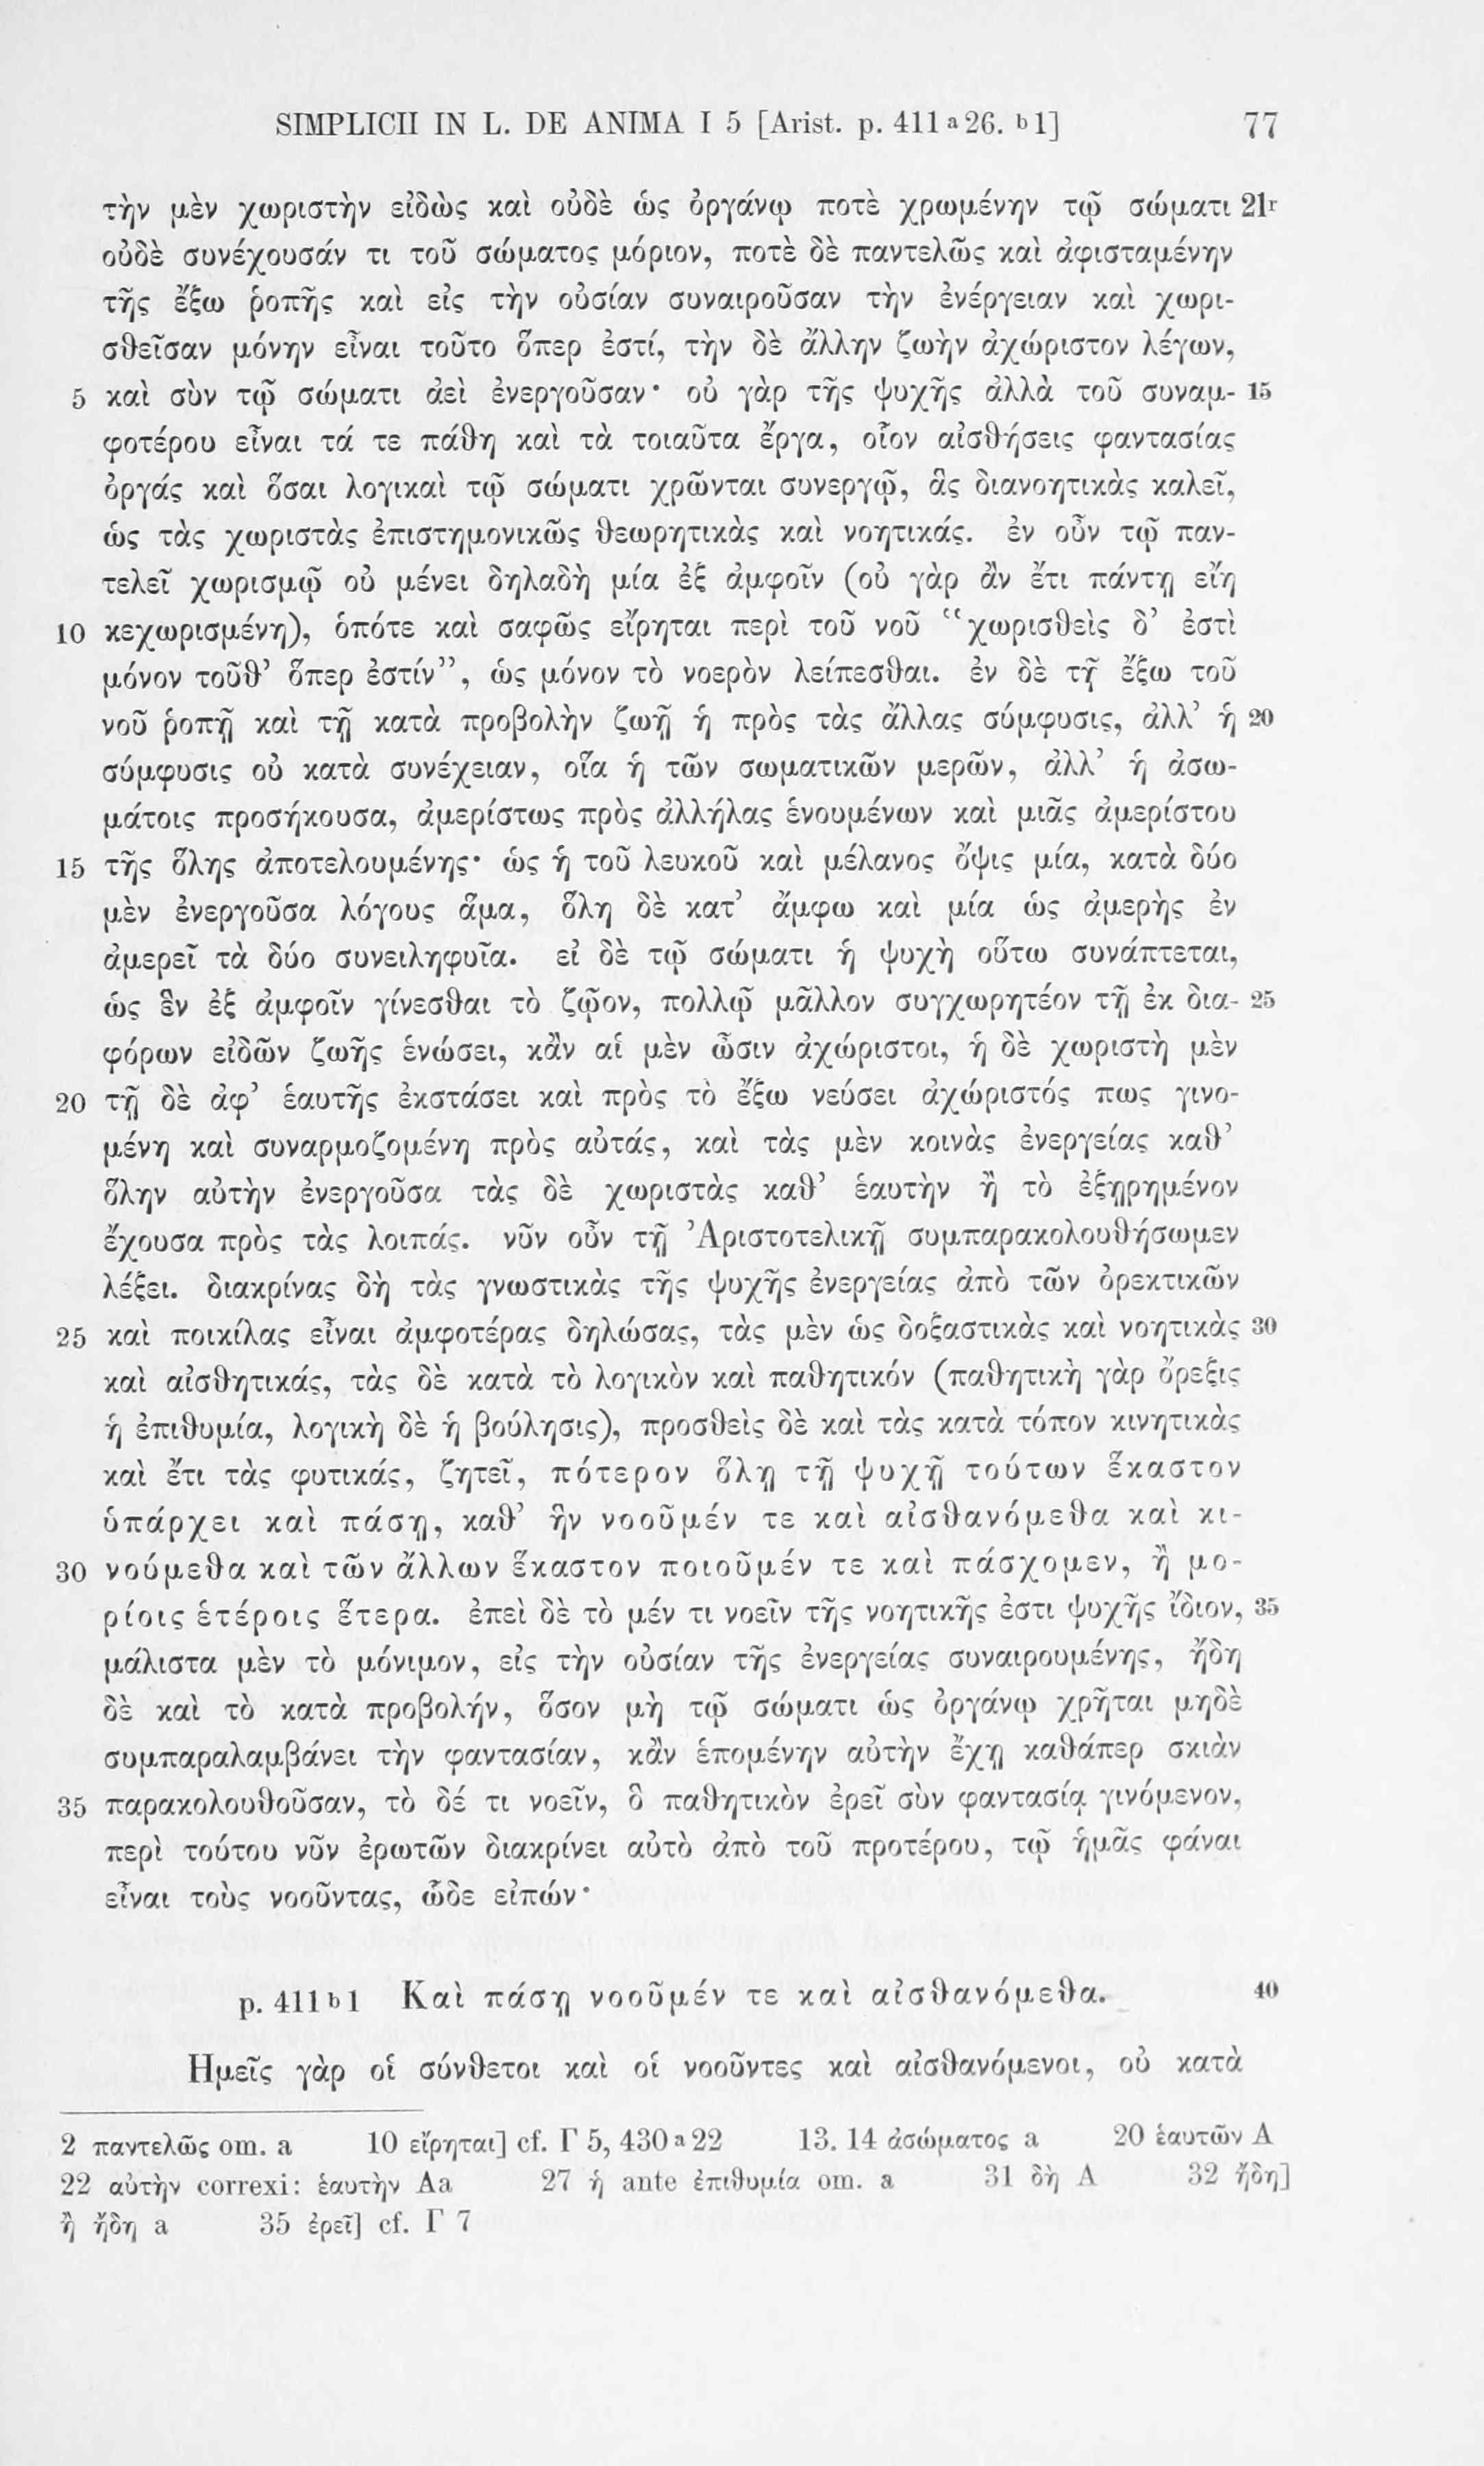 SIMPLICII IN L. DE ANIMA I 5 [Arist. p. 411 a 26. b 1] 77
τὴν μὲν χωριστὴν εἰδὼς καὶ οὐδὲ ὡς ὀργάνῳ ποτὲ χρωμένην τῷ σώματι 21r
οὐδὲ συνέχουσάν τι τοῦ σώματος μόριον, ποτὲ δὲ παντελῶς καὶ ἀφισταμένην
τῆς ἔξω ῥοπῆς καὶ εἰς τὴν οὐσίαν συναιροῦσαν τὴν ἐνέργειαν καὶ χωρι-
σθεῖσαν μόνην εἶναι τοῦτο ὅπερ ἐστί, τὴν δὲ ἄλλην ζωὴν ἀχώριστον λέγων,
5 καὶ σὺν τῷ σώματι ἀεὶ ἐνεργοῦσαν· οὐ γὰρ τῆς ψυχῆς ἀλλὰ τοῦ συναμ- 15
φοτέρου εἶναι τά τε πάθη καὶ τὰ τοιαῦτα ἔργα, οἷον αἰσθήσεις φαντασίας
ὀργάς καὶ ὅσαι λογικαὶ τῷ σώματι χρῶνται συνεργῷ, ἃς διανοητικὰς καλεῖ,
ὡς τὰς χωριστὰς ἐπιστημονικῶς θεωρητικὰς καὶ νοητικάς. ἐν οὖν τῷ παν-
τελεῖ χωρισμῷ οὐ μένει δηλαδὴ μία ἐξ ἀμφοῖν (οὐ γὰρ ἂν ἔτι πάντῃ εἴη
10 κεχωρισμένη), ὁπότε καὶ σαφῶς εἴρηται περὶ τοῦ νοῦ "χωρισθεὶς δ’ ἐστὶ
μόνον τοῦθ’ ὅπερ ἐστίν", ὡς μόνον τὸ νοερὸν λείπεσθαι. ἐν δὲ τῇ ἔξω τοῦ
νοῦ ῥοπῇ καὶ τῇ κατὰ προβολὴν ζωῇ ἡ πρὸς τὰς ἄλλας σύμφυσις, ἀλλ’ ἡ 20
σύμφυσις οὐ κατὰ συνέχειαν, οἵα ἡ τῶν σωματικῶν μερῶν, ἀλλ’ ἡ ἀσω-
μάτοις προσήκουσα, ἀμερίστως πρὸς ἀλλήλας ἑνουμένων καὶ μιᾶς ἀμερίστου
15 τῆς ὅλης ἀποτελουμένης· ὡς ἡ τοῦ λευκοῦ καὶ μέλανος ὄψις μία, κατὰ δύο
μὲν ἐνεργοῦσα λόγους ἅμα, ὅλη δὲ κατ’ ἄμφω καὶ μία ὡς ἀμερὴς ἐν
ἀμερεῖ τὰ δύο συνειληφυῖα. εἰ δὲ τῷ σώματι ἡ ψυχὴ οὕτω συνάπτεται,
ὡς ἓν ἐξ ἀμφοῖν γίνεσθαι τὸ ζῷον, πολλῷ μᾶλλον συγχωρητέον τῇ ἐκ δια- 25
φόρων εἰδῶν ζωῆς ἑνώσει, κἂν αἱ μὲν ὦσιν ἀχώριστοι, ἡ δὲ χωριστὴ μὲν
20 τῇ δὲ ἀφ’ ἑαυτῆς ἐκστάσει καὶ πρὸς τὸ ἔξω νεύσει ἀχώριστός πως γινο-
μένη καὶ συναρμοζομένη πρὸς αὐτάς, καὶ τὰς μὲν κοινὰς ἐνεργείας καθ’
ὅλην αὐτὴν ἐνεργοῦσα τὰς δὲ χωριστὰς καθ’ ἑαυτὴν ἢ τὸ ἐξῃρημένον
ἔχουσα πρὸς τὰς λοιπάς. νῦν οὖν τῇ Ἀριστοτελικῇ συμπαρακολουθήσωμεν
λέξει. διακρίνας δὴ τὰς γνωστικὰς τῆς ψυχῆς ἐνεργείας ἀπὸ τῶν ὀρεκτικῶν
25 καὶ ποικίλας εἶναι ἀμφοτέρας δηλώσας, τὰς μὲν ὡς δοξαστικὰς καὶ νοητικὰς 30
καὶ αἰσθητικάς, τὰς δὲ κατὰ τὸ λογικὸν καὶ παθητικόν (παθητικὴ γὰρ ὄρεξις
ἡ ἐπιθυμία, λογικὴ δὲ ἡ βούλησις), προσθεὶς δὲ καὶ τὰς κατὰ τόπον κινητικὰς
καὶ ἔτι τὰς φυτικάς, ζητεῖ, πότερον ὅλῃ τῇ ψυχῇ τούτων ἕκαστον
ὑπάρχει καὶ πάσῃ, καθ’ ἣν νοοῦμέν τε καὶ αἰσθανόμεθα καὶ κι-
30 νούμεθα καὶ τῶν ἄλλων ἕκαστον ποιοῦμέν τε καὶ πάσχομεν, ἢ μο-
ρίοις ἑτέροις ἕτερα. ἐπεὶ δὲ τὸ μέν τι νοεῖν τῆς νοητικῆς ἐστι ψυχῆς ἴδιον, 35
μάλιστα μὲν τὸ μόνιμον, εἰς τὴν οὐσίαν τῆς ἐνεργείας συναιρουμένης, ἤδη
δὲ καὶ τὸ κατὰ προβολήν, ὅσον μὴ τῷ σώματι ὡς ὀργάνῳ χρῆται μηδὲ
συμπαραλαμβάνει τὴν φαντασίαν, κἂν ἑπομένην αὐτὴν ἔχῃ καθάπερ σκιὰν
35 παρακολουθοῦσαν, τὸ δέ τι νοεῖν, ὃ παθητικὸν ἐρεῖ σὺν φαντασίᾳ γινόμενον,
περὶ τούτου νῦν ἐρωτῶν διακρίνει αὐτὸ ἀπὸ τοῦ προτέρου, τῷ ἡμᾶς φάναι
εἶναι τοὺς νοοῦντας, ὧδε εἰπών·
p. 411 b 1 Καὶ πάσῃ νοοῦμέν τε καὶ αἰσθανόμεθα. 40
Ἡμεῖς γὰρ οἱ σύνθετοι καὶ οἱ νοοῦντες καὶ αἰσθανόμενοι, οὐ κατὰ
2 παντελῶς om. a 10 εἴρηται] cf. Γ 5, 430 a 22 13. 14 ἀσώματος a 20 ἑαυτῶν A
22 αὐτὴν correxi: ἑαυτὴν Aa 27 ἡ ante ἐπιθυμία om. a 31 δὴ A 32 ἤδη]
ἢ ἤδη a 35 ἐρεῖ] cf. Γ 7